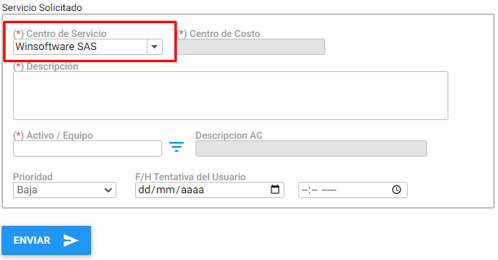 Servicio Solicitado
(*) Centro de Servicio (*) Centro de Costo
Winsoftware SAS
(*) Descripción
(*) Activo / Equipo Descripcion AC
Prioridad F/H Tentativa del Usuario
Baja dd/mm/aaaa --:-- -----
ENVIAR